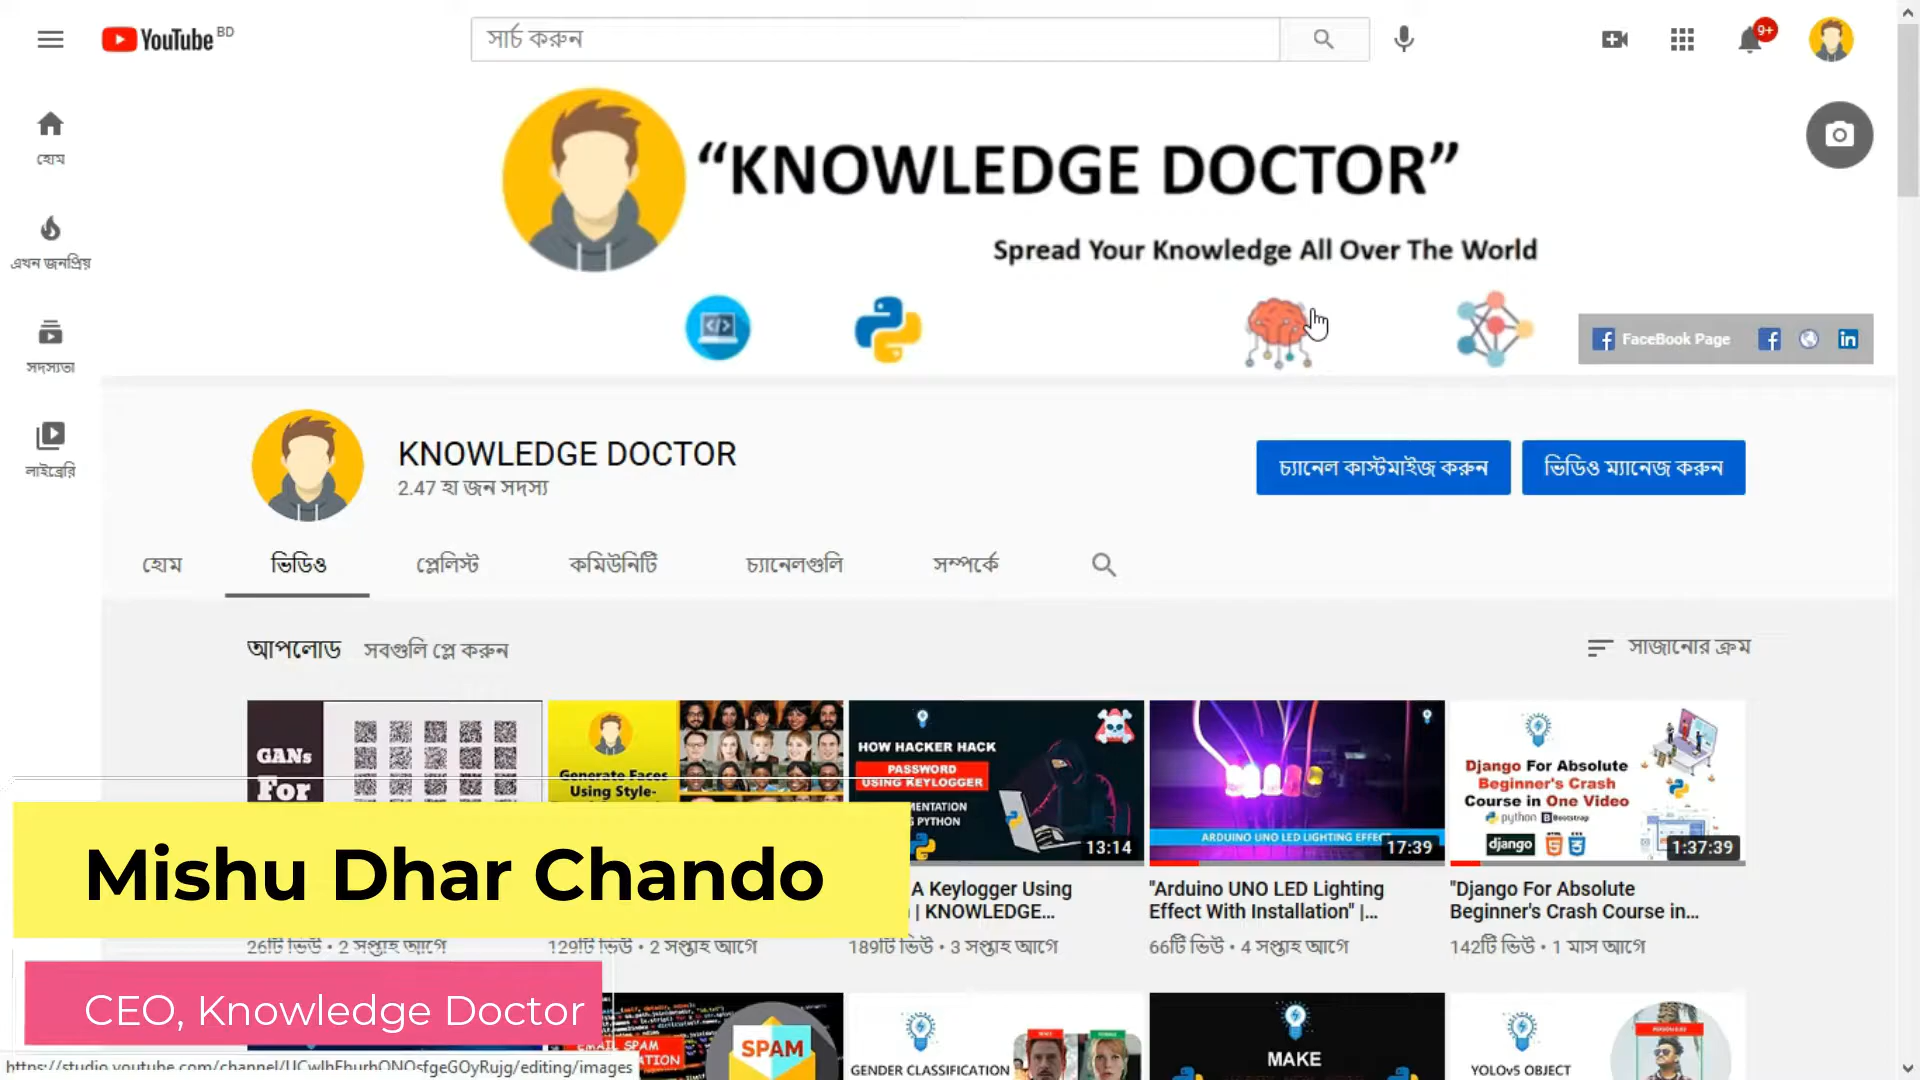 YouTube BD
সার্চ করুন
9+
হোম
এখন জনপ্রিয়
সদস্যতা
লাইব্রেরি
“KNOWLEDGE DOCTOR”
Spread Your Knowledge All Over The World
FaceBook Page
KNOWLEDGE DOCTOR
2.47 হা জন সদস্য
চ্যানেল কাস্টমাইজ করুন
ভিডিও ম্যানেজ করুন
হোম ভিডিও প্লেলিস্ট কমিউনিটি চ্যানেলগুলি সম্পর্কে
আপলোড সবগুলি প্লে করুন
সাজানোর ক্রম
GANs
For
Generate Faces
Using Style-
HOW HACKER HACK
PASSWORD
USING KEYLOGGER
13:14
ARDUINO UNO LED LIGHTING EFFECT
17:39
Django For Absolute
Beginner's Crash
Course in One Video
python Bootstrap
django
1:37:39
A Keylogger Using
| KNOWLEDGE...
"Arduino UNO LED Lighting
Effect With Installation" |...
"Django For Absolute
Beginner's Crash Course in...
26টি ভিউ • 2 সপ্তাহ আগে
129টি ভিউ • 2 সপ্তাহ আগে
189টি ভিউ • 3 সপ্তাহ আগে
66টি ভিউ • 4 সপ্তাহ আগে
142টি ভিউ • 1 মাস আগে
Mishu Dhar Chando
CEO, Knowledge Doctor
EMAIL SPAM
SPAM
GENDER CLASSIFICATION
MAKE
YOLOv5 OBJECT